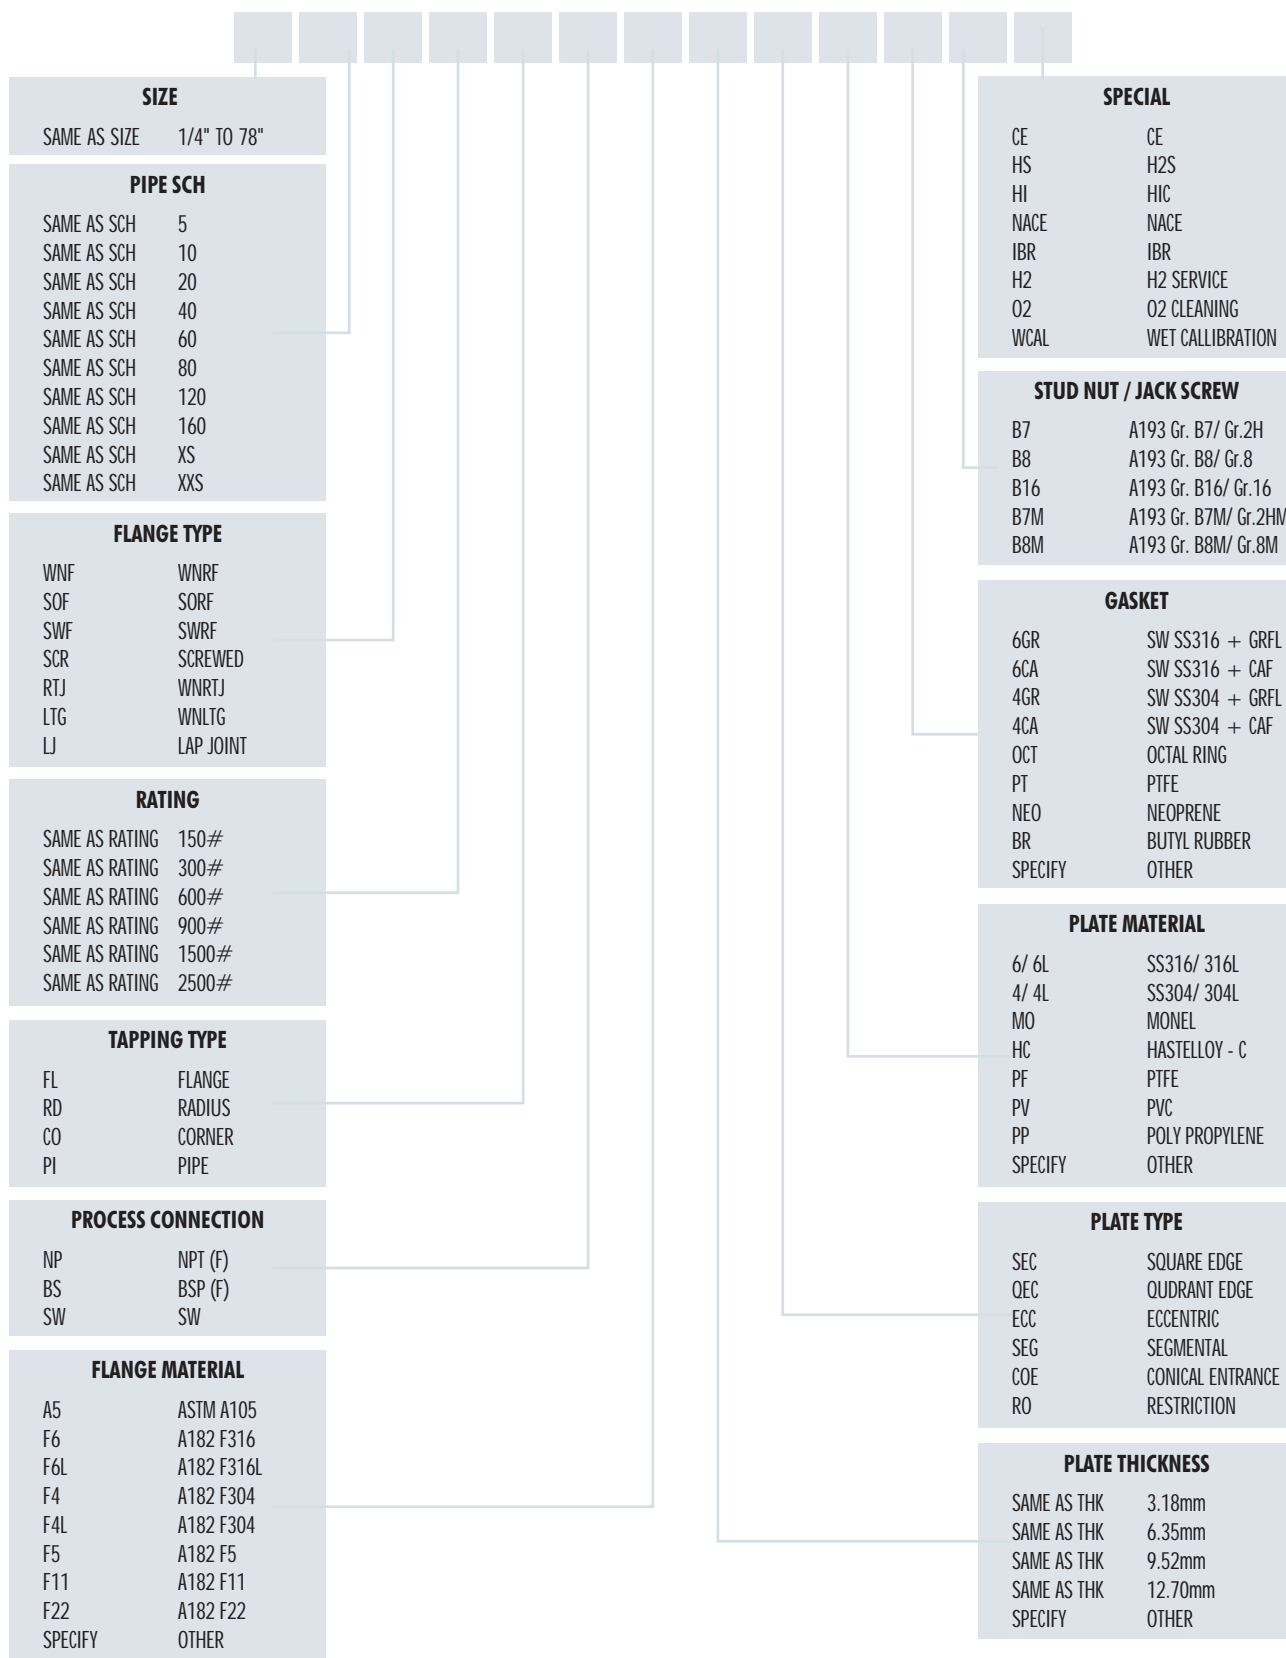 SIZE
SAME AS SIZE 1/4" TO 78"
PIPE SCH
SAME AS SCH 5
SAME AS SCH 10
SAME AS SCH 20
SAME AS SCH 40
SAME AS SCH 60
SAME AS SCH 80
SAME AS SCH 120
SAME AS SCH 160
SAME AS SCH XS
SAME AS SCH XXS
FLANGE TYPE
WNF WNRF
SOF SORF
SWF SWRF
SCR SCREWED
RTJ WNRTJ
LTG WNLTG
LJ LAP JOINT
RATING
SAME AS RATING 150#
SAME AS RATING 300#
SAME AS RATING 600#
SAME AS RATING 900#
SAME AS RATING 1500#
SAME AS RATING 2500#
TAPPING TYPE
FL FLANGE
RD RADIUS
CO CORNER
PI PIPE
PROCESS CONNECTION
NP NPT (F)
BS BSP (F)
SW SW
FLANGE MATERIAL
A5 ASTM A105
F6 A182 F316
F6L A182 F316L
F4 A182 F304
F4L A182 F304
F5 A182 F5
F11 A182 F11
F22 A182 F22
SPECIFY OTHER
SPECIAL
CE CE
HS H2S
HI HIC
NACE NACE
IBR IBR
H2 H2 SERVICE
O2 O2 CLEANING
WCAL WET CALLIBRATION
STUD NUT / JACK SCREW
B7 A193 Gr. B7/ Gr.2H
B8 A193 Gr. B8/ Gr.8
B16 A193 Gr. B16/ Gr.16
B7M A193 Gr. B7M/ Gr.2HM
B8M A193 Gr. B8M/ Gr.8M
GASKET
6GR SW SS316 + GRFL
6CA SW SS316 + CAF
4GR SW SS304 + GRFL
4CA SW SS304 + CAF
OCT OCTAL RING
PT PTFE
NEO NEOPRENE
BR BUTYL RUBBER
SPECIFY OTHER
PLATE MATERIAL
6/ 6L SS316/ 316L
4/ 4L SS304/ 304L
MO MONEL
HC HASTELLOY - C
PF PTFE
PV PVC
PP POLY PROPYLENE
SPECIFY OTHER
PLATE TYPE
SEC SQUARE EDGE
QEC QUDRANT EDGE
ECC ECCENTRIC
SEG SEGMENTAL
COE CONICAL ENTRANCE
RO RESTRICTION
PLATE THICKNESS
SAME AS THK 3.18mm
SAME AS THK 6.35mm
SAME AS THK 9.52mm
SAME AS THK 12.70mm
SPECIFY OTHER